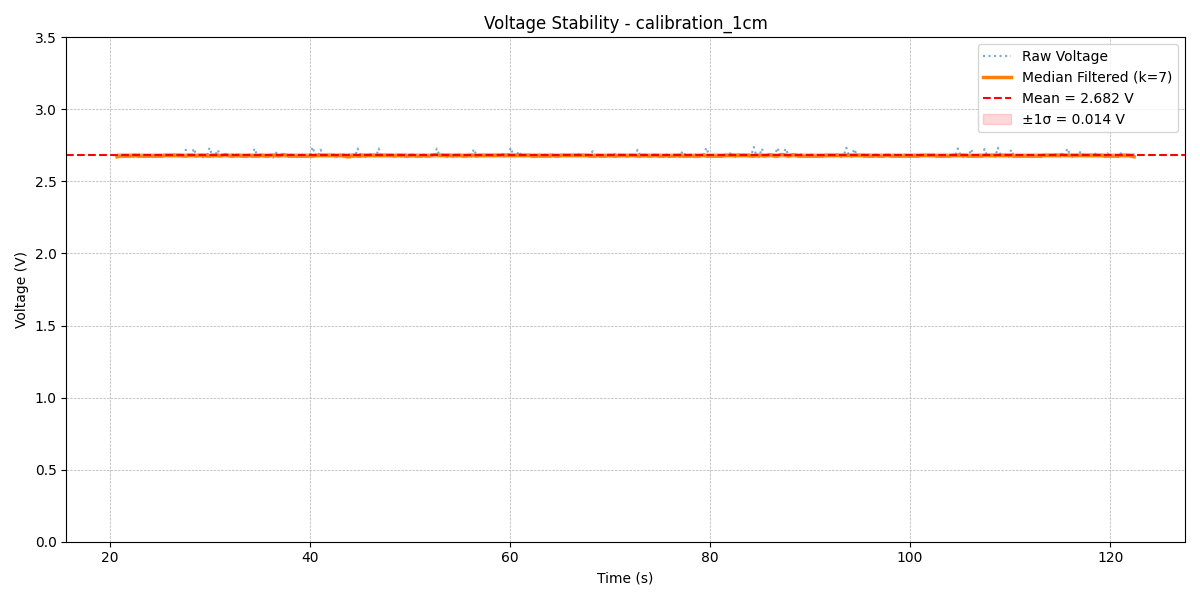 Voltage Stability - calibration_1cm
Raw Voltage
Median Filtered (k=7)
Mean = 2.682 V
±1σ = 0.014 V
Voltage (V)
3.5
3.0
2.5
2.0
1.5
1.0
0.5
0.0
20 40 60 80 100 120
Time (s)